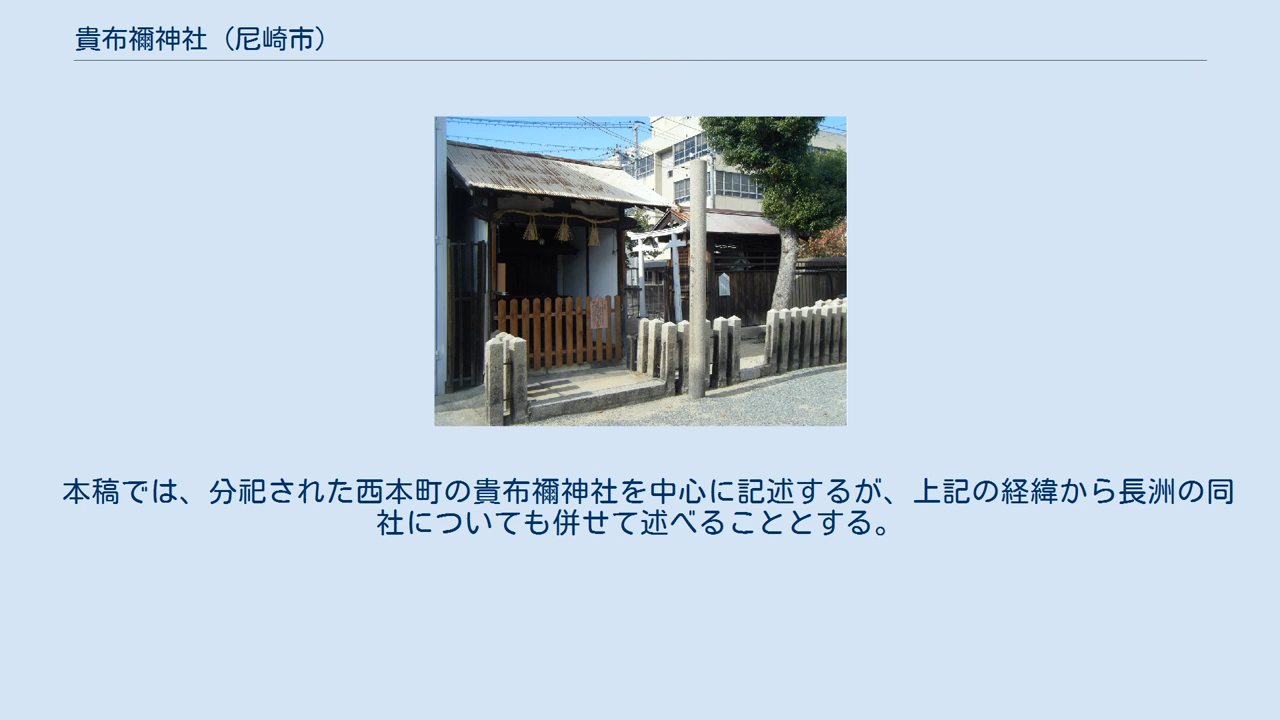 貴布禰神社（尼崎市）
本稿では、分祀された西本町の貴布禰神社を中心に記述するが、上記の経緯から長洲の同
社についても併せて述べることとする。